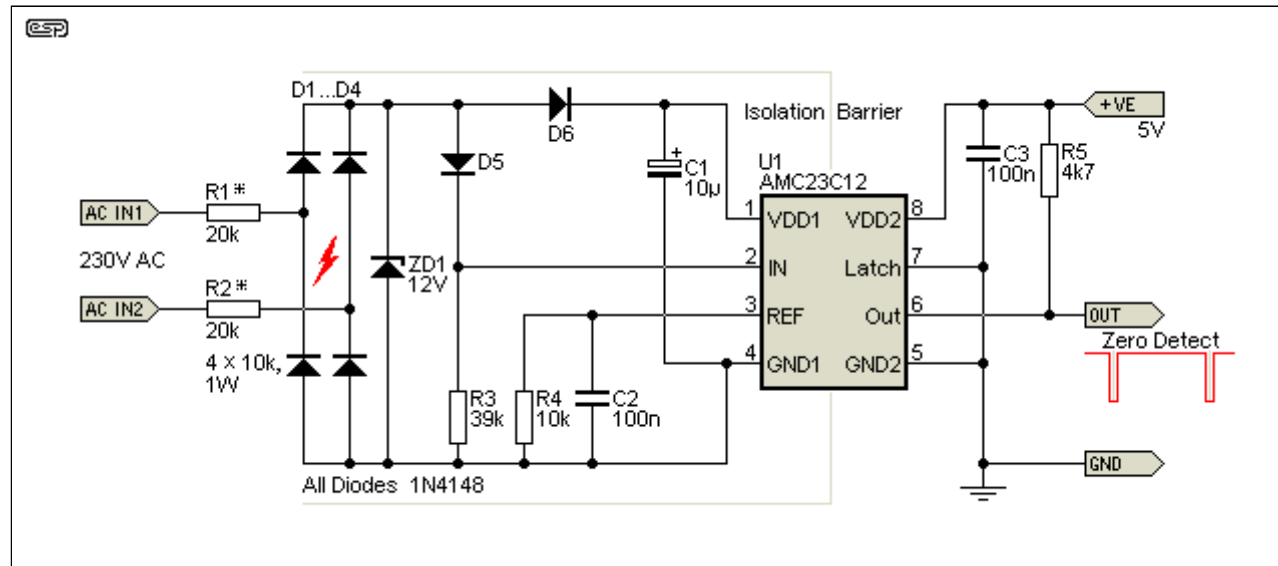 esp
D1...D4
Isolation Barrier
+VE
5V
D6
D5
+
C1
10µ
U1
AMC23C12
C3
100n
R5
4k7
R1*
20k
AC IN1
230V AC
R2*
20k
AC IN2
4 × 10k,
1W
ZD1
12V
1
VDD1
VDD2
8
2
IN
Latch
7
3
REF
Out
6
4
GND1
GND2
5
OUT
Zero Detect
R3
39k
R4
10k
C2
100n
GND
All Diodes 1N4148